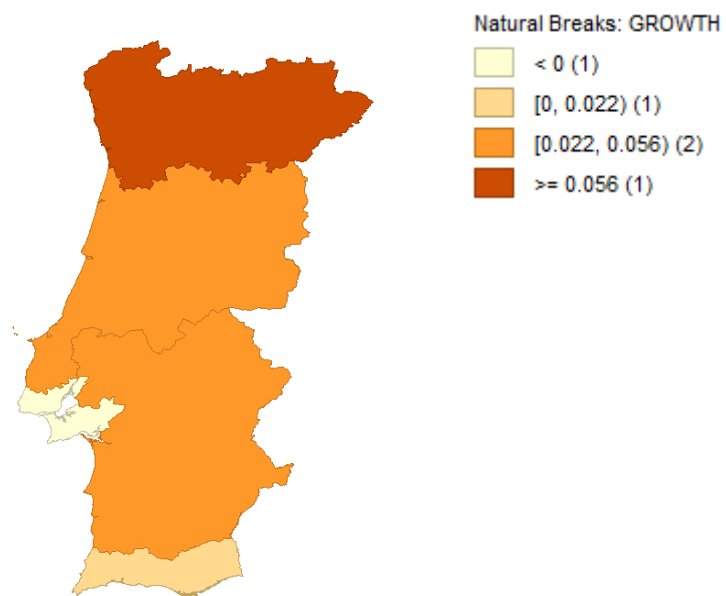 Natural Breaks: GROWTH
< 0 (1)
[0, 0.022) (1)
[0.022, 0.056) (2)
>= 0.056 (1)